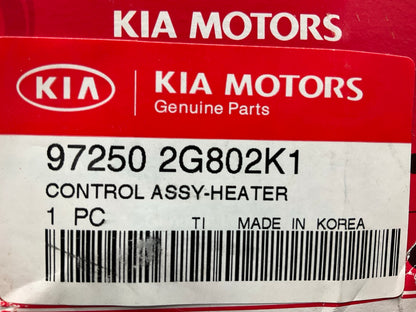 KIA MOTORS
KIA KIA MOTORS
Genuine Parts
97250 2G802K1
CONTROL ASSY-HEATER
1 PC TI MADE IN KOREA